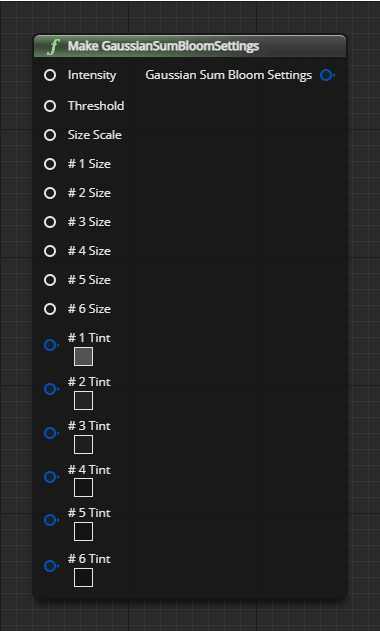 f Make GaussianSumBloomSettings
Intensity Gaussian Sum Bloom Settings
Threshold
Size Scale
# 1 Size
# 2 Size
# 3 Size
# 4 Size
# 5 Size
# 6 Size
# 1 Tint
# 2 Tint
# 3 Tint
# 4 Tint
# 5 Tint
# 6 Tint